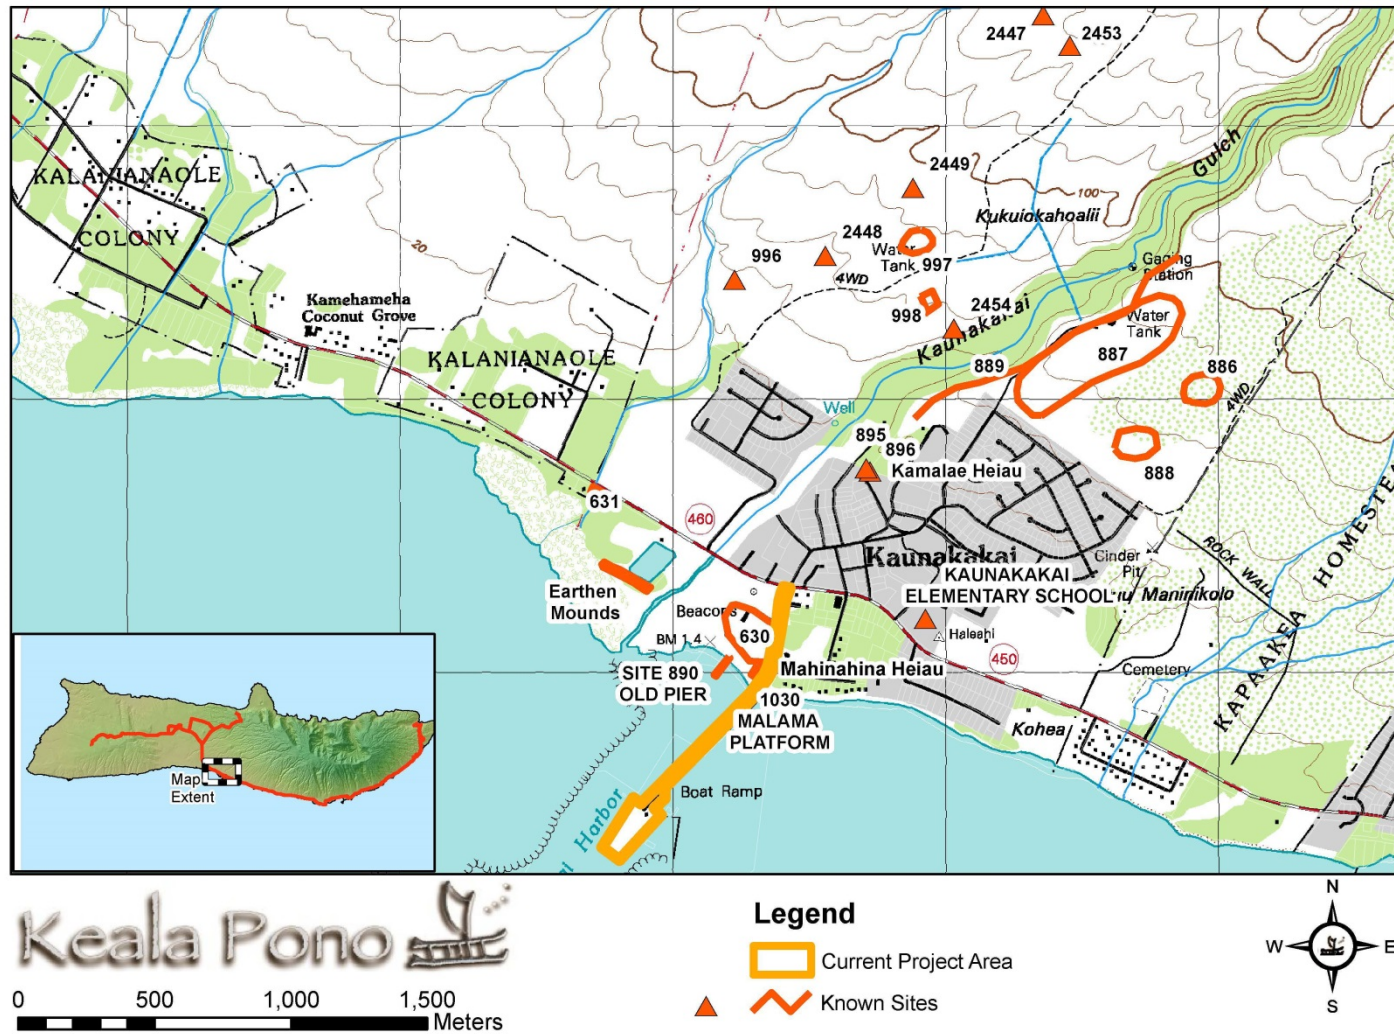 2447
2453
2449
Gulch
100
Kukuiokahoalii
KALANIANAOLE
COLONY
20
2448
996
Water
Tank
997
4WD
Gaging
Station
Kamehameha
Coconut Grove
998
2454
Kaunakakai
Water
Tank
887
KALANIANAOLE
COLONY
889
886
4WD
Well
895
896
Kamalae Heiau
888
631
460
Kaunakakai
KAUNAKAKAI
ELEMENTARY SCHOOL
Cinder
Pit
ROCK WALL
KAPAAKEA HOMESTEA
Maninikolo
Earthen
Mounds
Beacons
BM 1.4
630
Haleahi
450
SITE 890
OLD PIER
Mahinahina Heiau
Cemetery
1030
MALAMA
PLATFORM
Kohea
Map
Extent
Boat Ramp
ai Harbor
Keala Pono
0 500 1,000 1,500
Meters
Legend
Current Project Area
Known Sites
N
W E
S